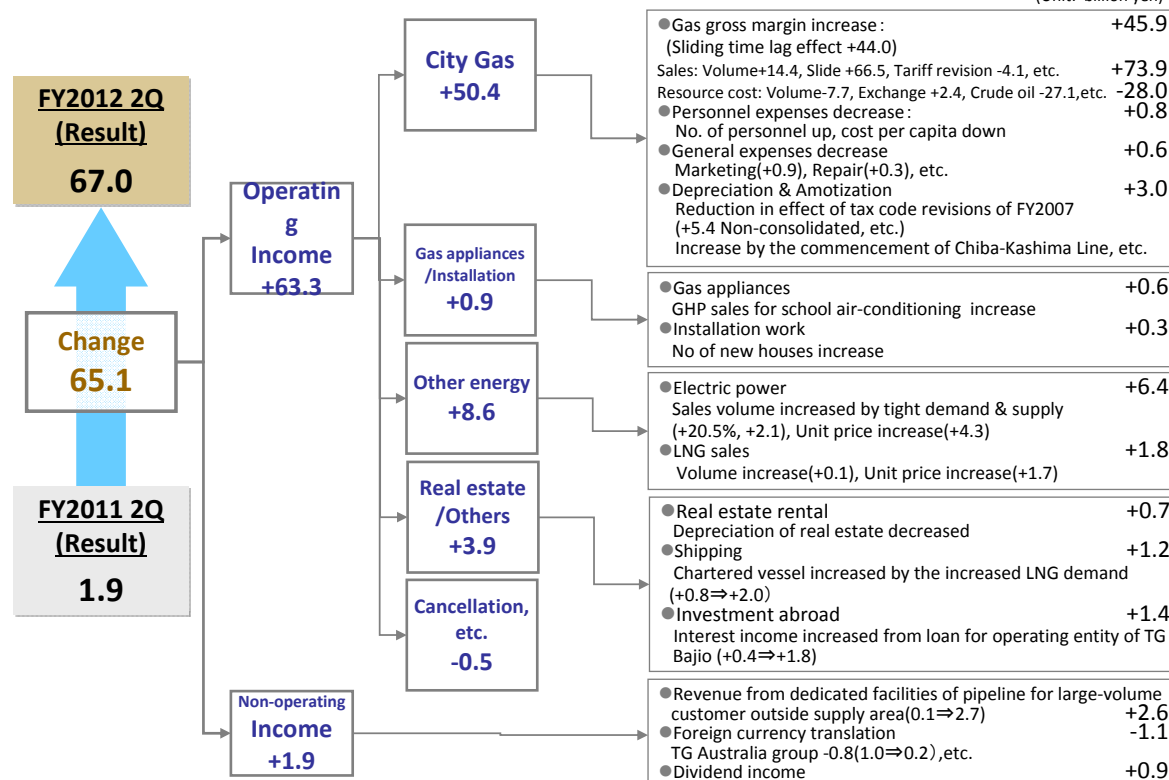 (Unit: billion yen)
FY2012 2Q
(Result)
67.0
Change
65.1
FY2011 2Q
(Result)
1.9
Operatin
g
Income
+63.3
Non-operating
Income
+1.9
City Gas
+50.4
Gas appliances
/Installation
+0.9
Other energy
+8.6
Real estate
/Others
+3.9
Cancellation,
etc.
-0.5
●Gas gross margin increase: +45.9
(Sliding time lag effect +44.0)
Sales: Volume+14.4, Slide +66.5, Tariff revision -4.1, etc. +73.9
Resource cost: Volume-7.7, Exchange +2.4, Crude oil -27.1,etc. -28.0
●Personnel expenses decrease: +0.8
No. of personnel up, cost per capita down
●General expenses decrease +0.6
Marketing(+0.9), Repair(+0.3), etc.
●Depreciation & Amotization +3.0
Reduction in effect of tax code revisions of FY2007
(+5.4 Non-consolidated, etc.)
Increase by the commencement of Chiba-Kashima Line, etc.
●Gas appliances +0.6
GHP sales for school air-conditioning increase
●Installation work +0.3
No of new houses increase
●Electric power +6.4
Sales volume increased by tight demand & supply
(+20.5%, +2.1), Unit price increase(+4.3)
●LNG sales +1.8
Volume increase(+0.1), Unit price increase(+1.7)
●Real estate rental +0.7
Depreciation of real estate decreased
●Shipping +1.2
Chartered vessel increased by the increased LNG demand
(+0.8⇒+2.0)
●Investment abroad +1.4
Interest income increased from loan for operating entity of TG
Bajio (+0.4⇒+1.8)
●Revenue from dedicated facilities of pipeline for large-volume
customer outside supply area(0.1⇒2.7) +2.6
●Foreign currency translation -1.1
TG Australia group -0.8(1.0⇒0.2),etc.
●Dividend income +0.9